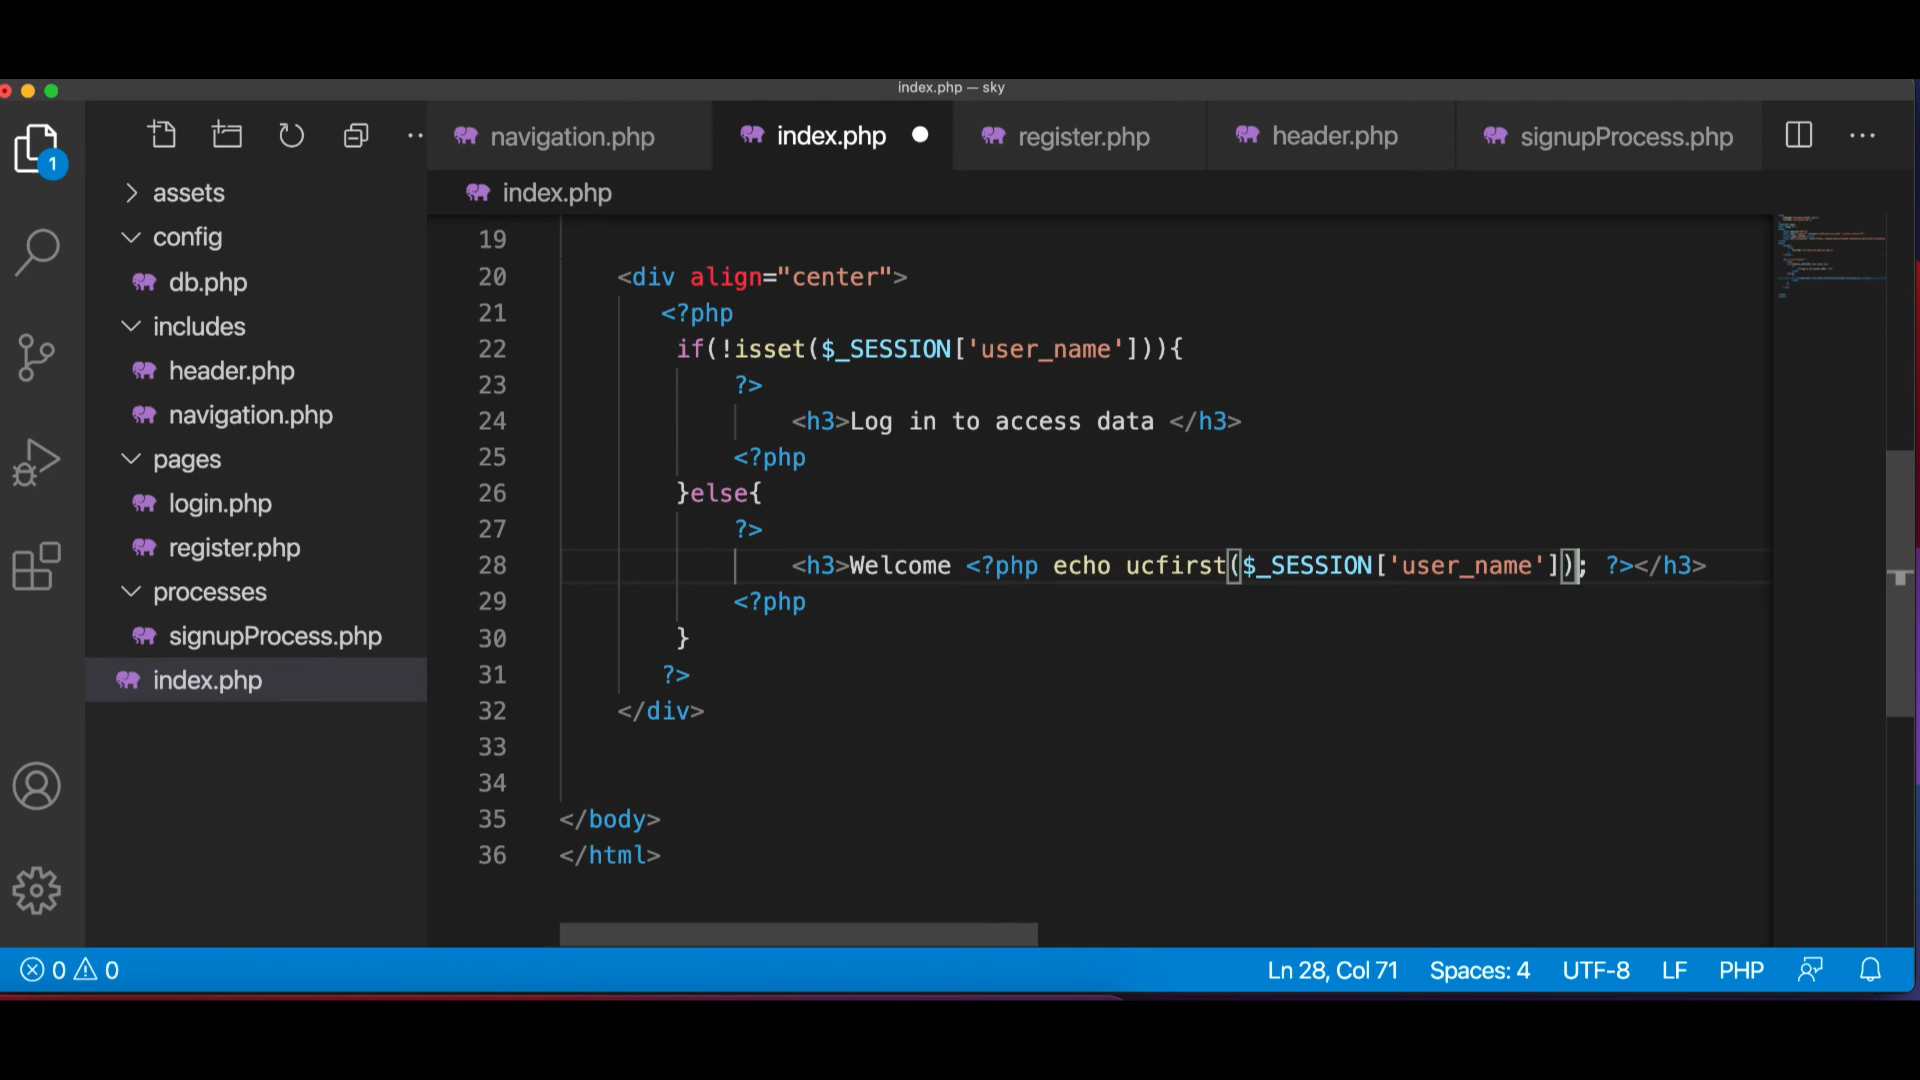 index.php — sky
navigation.php
index.php
register.php
header.php
signupProcess.php
1
assets
config
db.php
includes
header.php
navigation.php
pages
login.php
register.php
processes
signupProcess.php
index.php
index.php
19
20 <div align="center">
21 <?php
22 if(!isset($_SESSION['user_name'])){
23 ?>
24 <h3>Log in to access data </h3>
25 <?php
26 }else{
27 ?>
28 <h3>Welcome <?php echo ucfirst($_SESSION['user_name']); ?></h3>
29 <?php
30 }
31 ?>
32 </div>
33
34
35 </body>
36 </html>
0 0
Ln 28, Col 71
Spaces: 4
UTF-8
LF
PHP